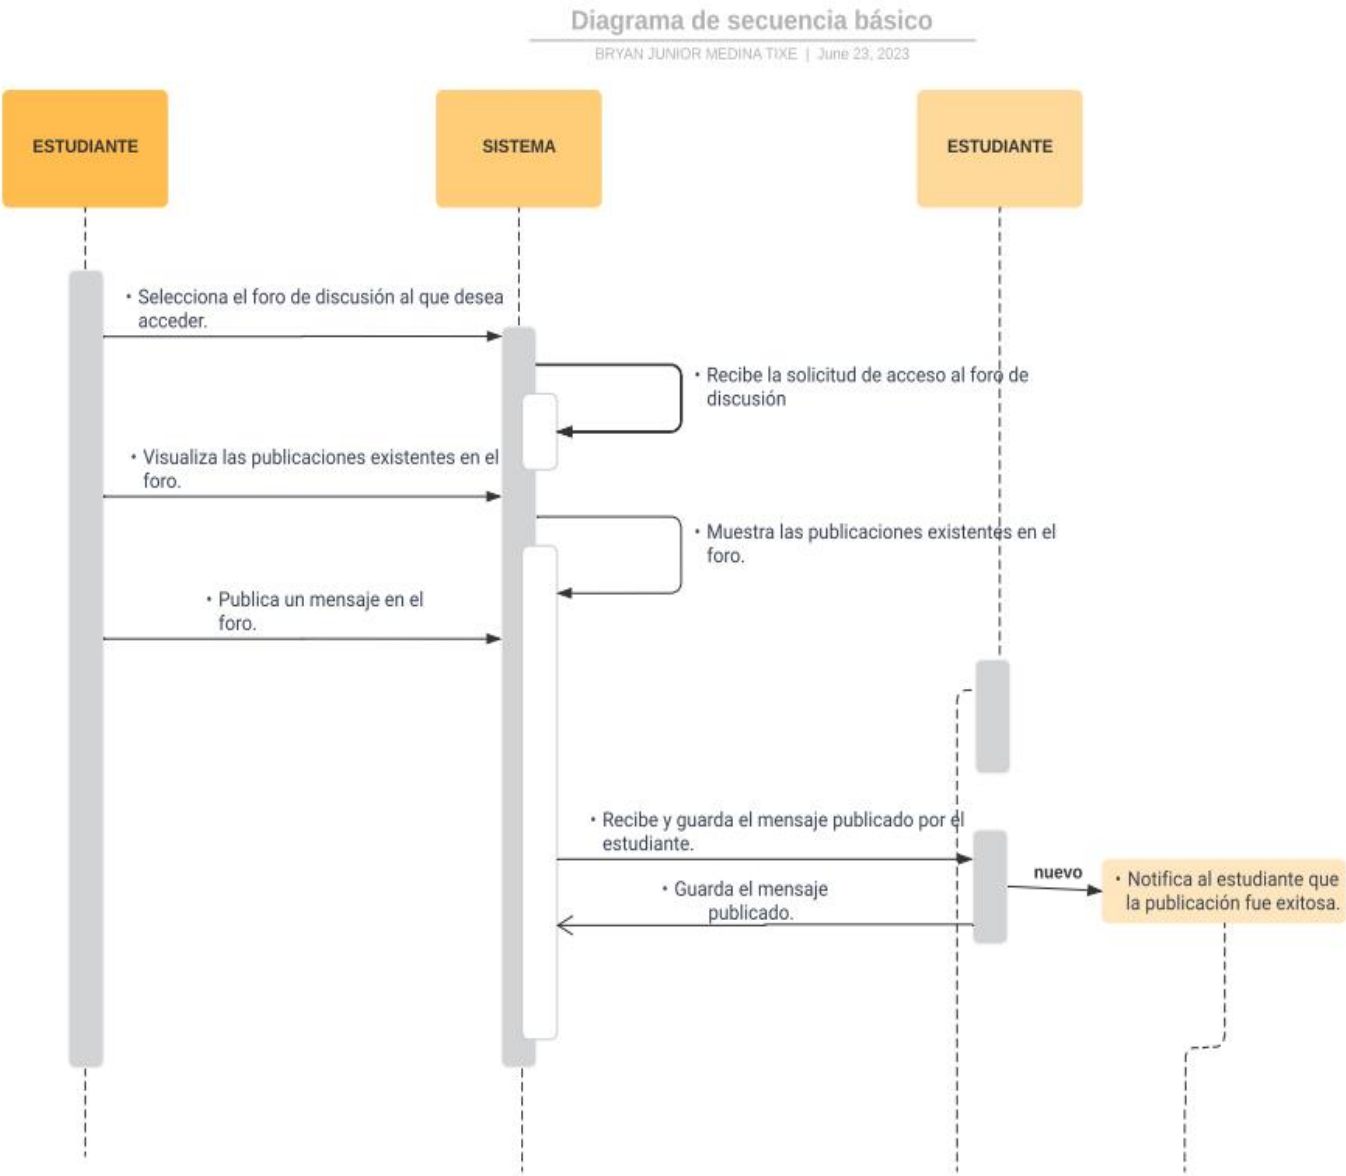 Diagrama de secuencia básico
BRYAN JUNIOR MEDINA TIXE | June 23, 2023
ESTUDIANTE
SISTEMA
ESTUDIANTE
• Selecciona el foro de discusión al que desea
acceder.
• Recibe la solicitud de acceso al foro de
discusión
• Visualiza las publicaciones existentes en el
foro.
• Muestra las publicaciones existentes en el
foro.
• Publica un mensaje en el
foro.
• Recibe y guarda el mensaje publicado por el
estudiante.
nuevo
• Notifica al estudiante que
la publicación fue exitosa.
• Guarda el mensaje
publicado.